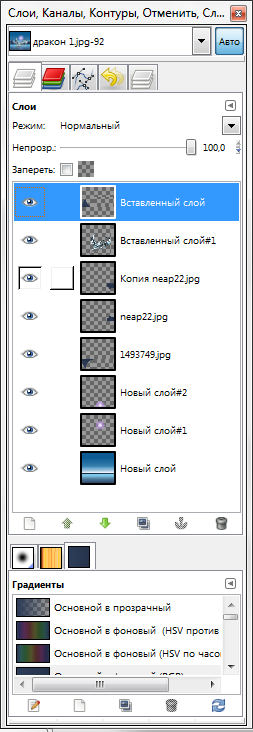 Слои, Каналы, Контуры, Отменить, Сл...
дракон 1.jpg-92
Авто
Слои
Режим: Нормальный
Непрозр.: 100,0
Запереть:
Вставленный слой
Вставленный слой#1
Копия neap22.jpg
neap22.jpg
1493749.jpg
Новый слой#2
Новый слой#1
Новый слой
Градиенты
Основной в прозрачный
Основной в фоновый (HSV против
Основной в фоновый (HSV по часо